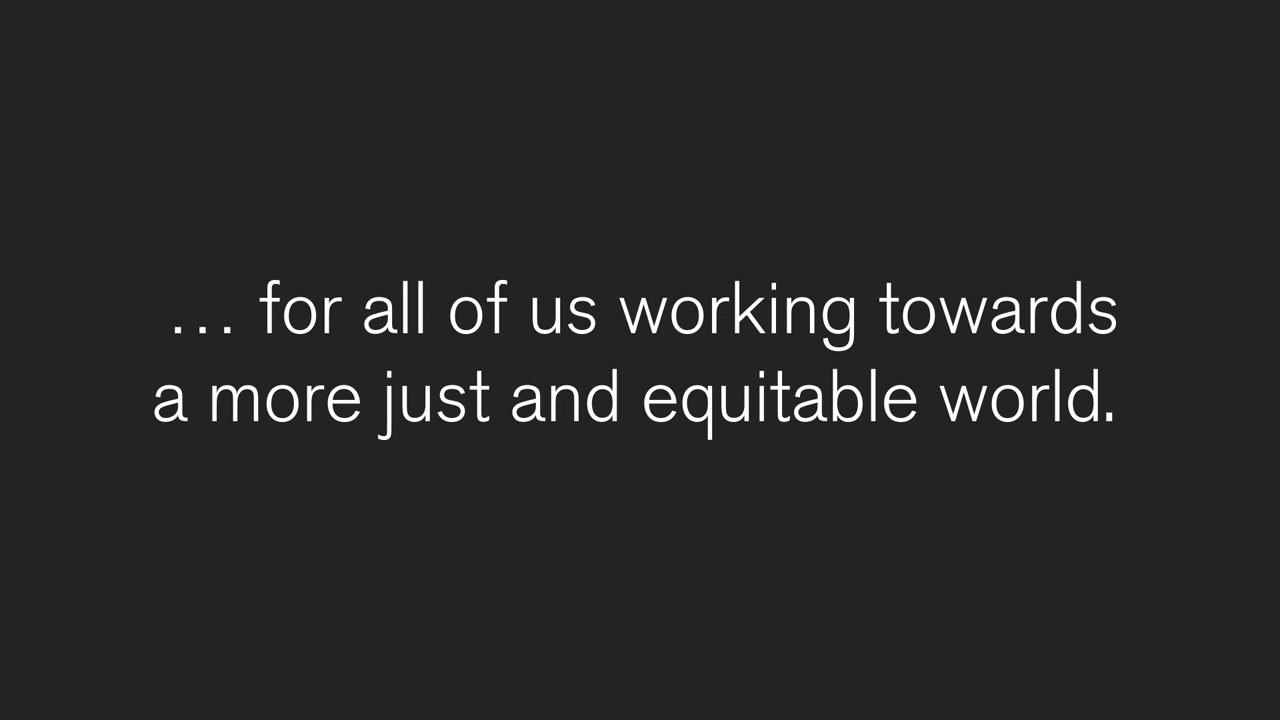 … for all of us working towards
a more just and equitable world.